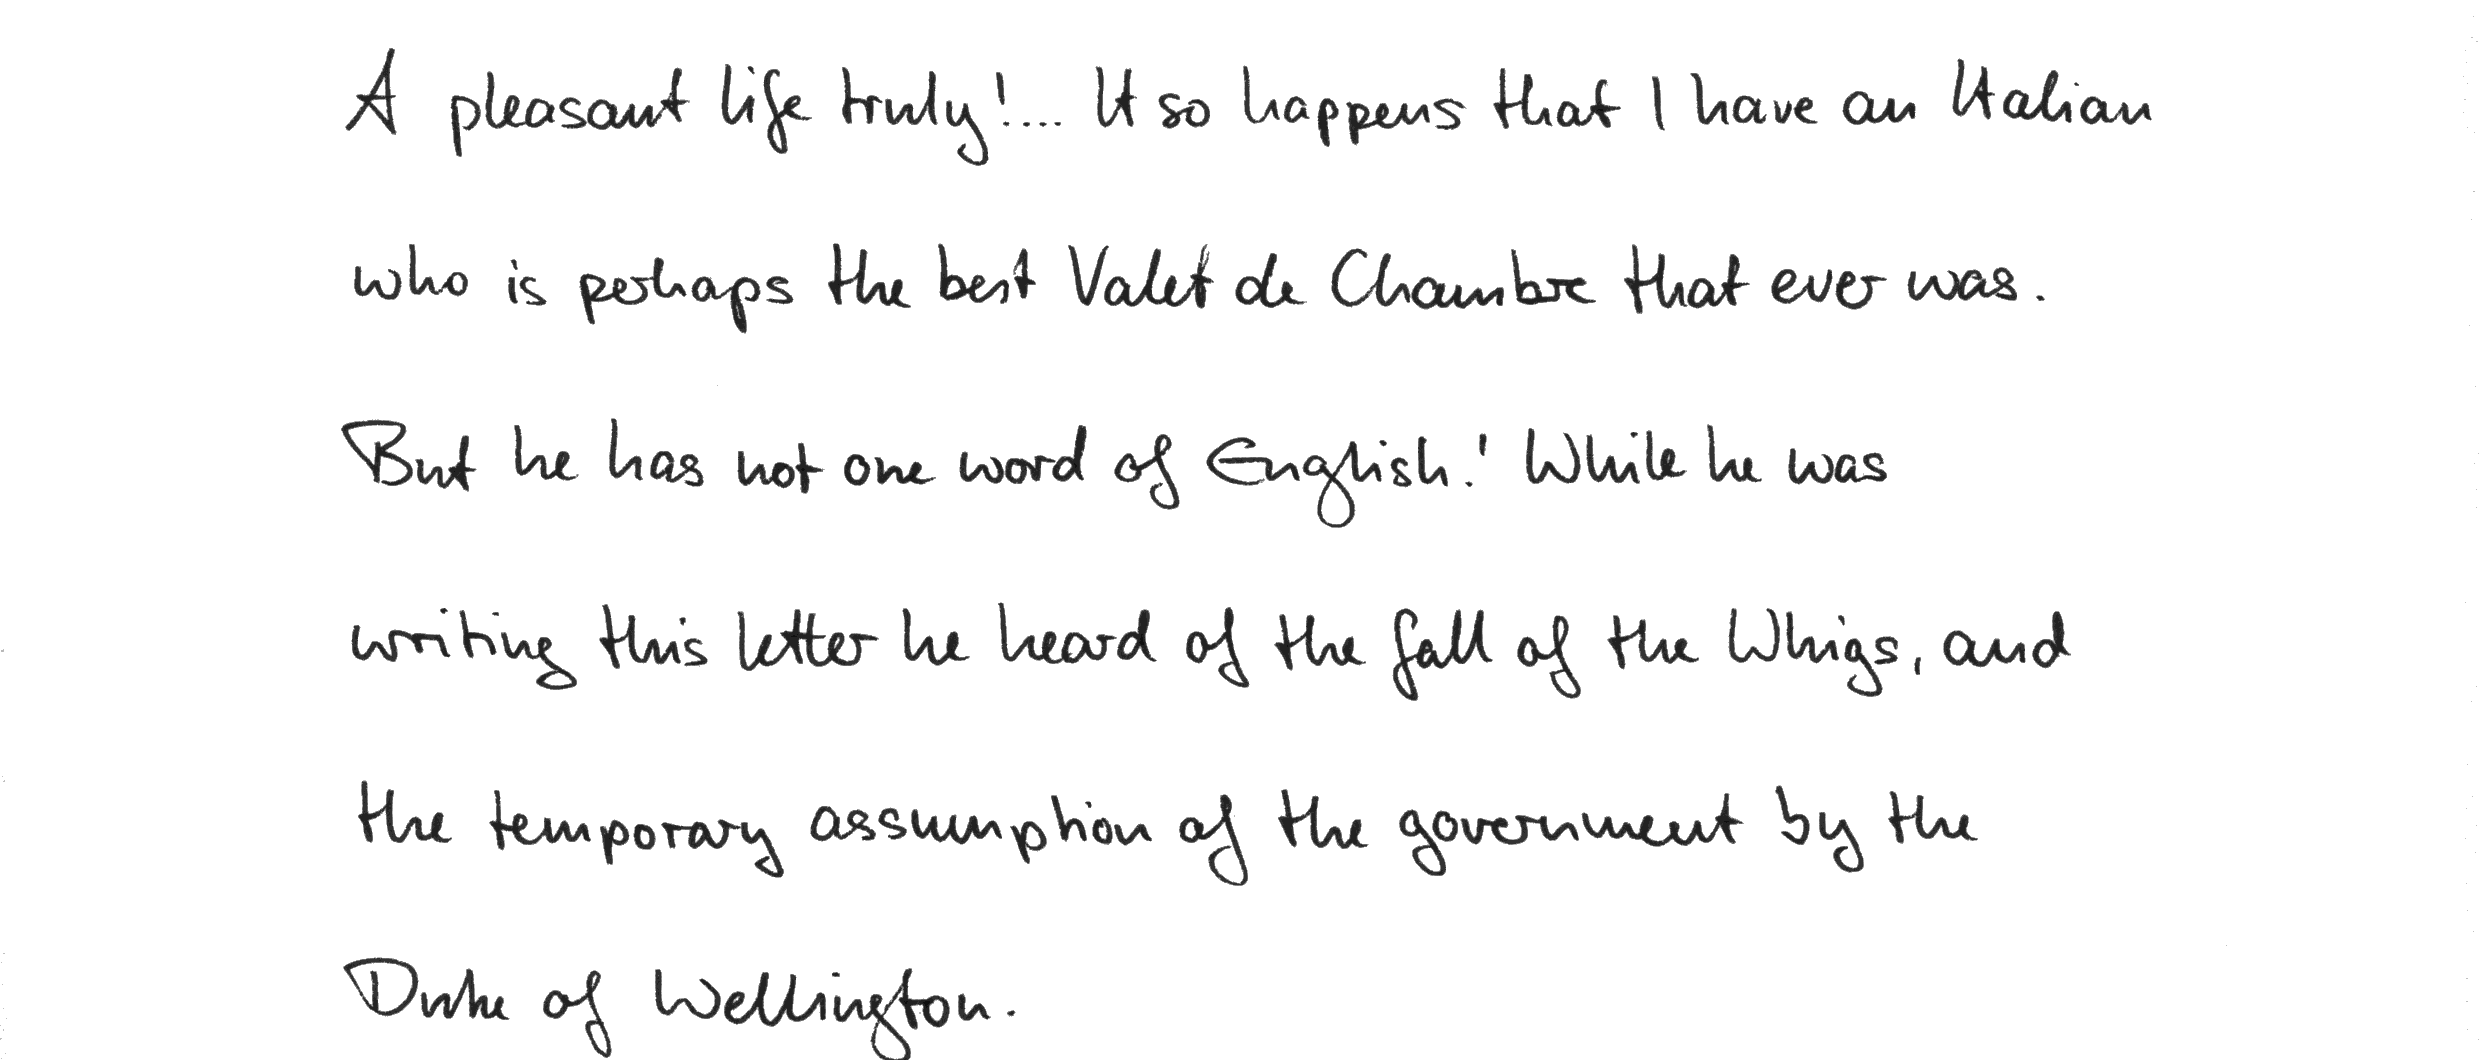 A pleasant life truly!.... It so happens that I have an Italian
who is perhaps the best Valet de Chambre that ever was.
But he has not one word of English! While he was
writing this letter he heard of the fall of the Whigs, and
the temporary assumption of the government by the
Duke of Wellington.